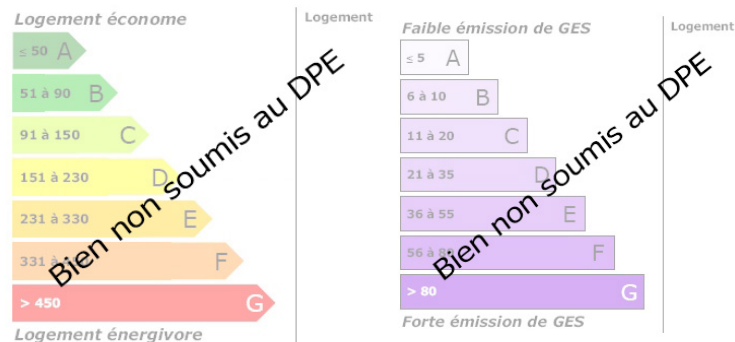 Logement économe
Logement
≤ 50 A
51 à 90 B
91 à 150 C
151 à 230 D
231 à 330 E
331 à F
> 450 G
Logement énergivore
Bien non soumis au DPE
Faible émission de GES
Logement
≤ 5 A
6 à 10 B
11 à 20 C
21 à 35 D
36 à 55 E
56 à 80 F
> 80 G
Forte émission de GES
Bien non soumis au DPE